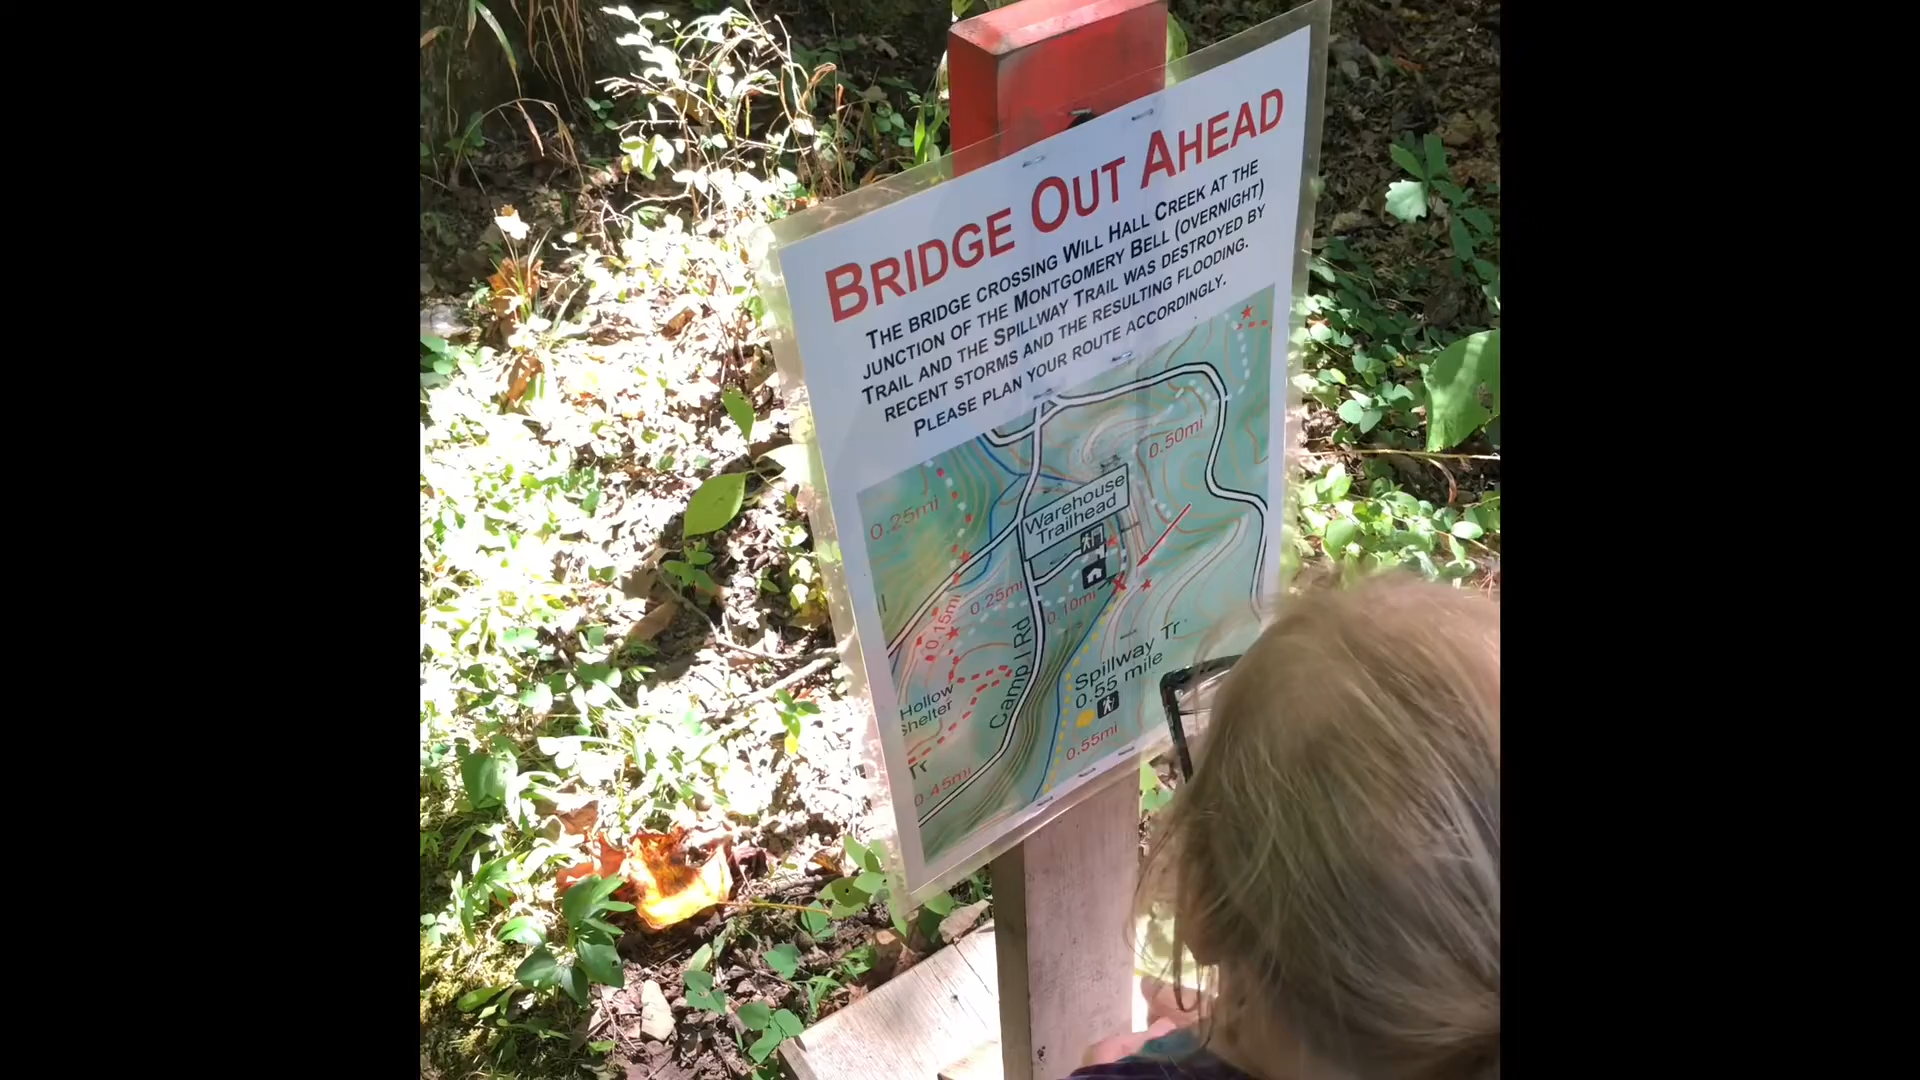 BRIDGE OUT AHEAD
THE BRIDGE CROSSING WILL HALL CREEK AT THE
JUNCTION OF THE MONTGOMERY BELL (OVERNIGHT)
TRAIL AND THE SPILLWAY TRAIL WAS DESTROYED BY
RECENT STORMS AND THE RESULTING FLOODING.
PLEASE PLAN YOUR ROUTE ACCORDINGLY.
0.50mi
0.25mi
Warehouse
Trailhead
0.25mi
0.10mi
0.15mi
Camp I Rd
Spillway Tr
0.55 mile
Hollow
Shelter
Tr
0.55mi
0.45mi